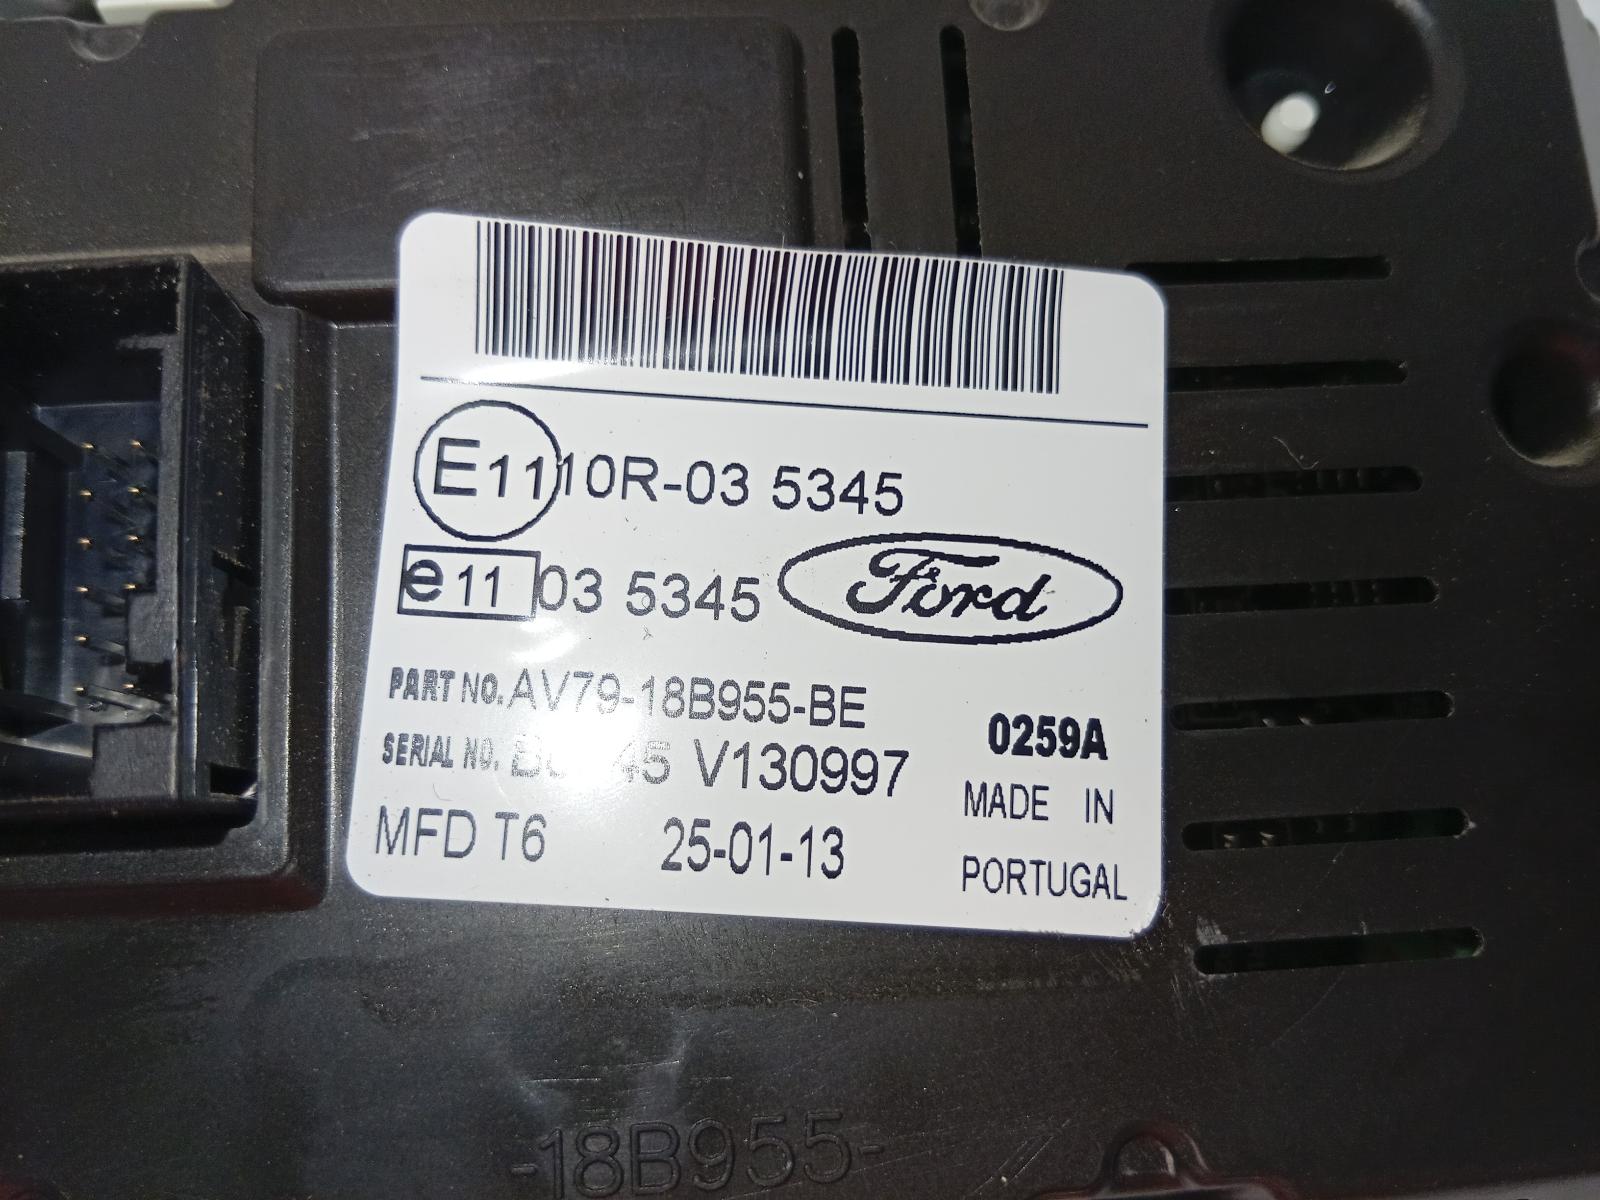 E11 10R-03 5345
e11 03 5345 Ford
PART NO. AV79-18B955-BE
SERIAL NO. V130997 0259A
MADE IN
MFD T6 25-01-13
PORTUGAL
-18B955-